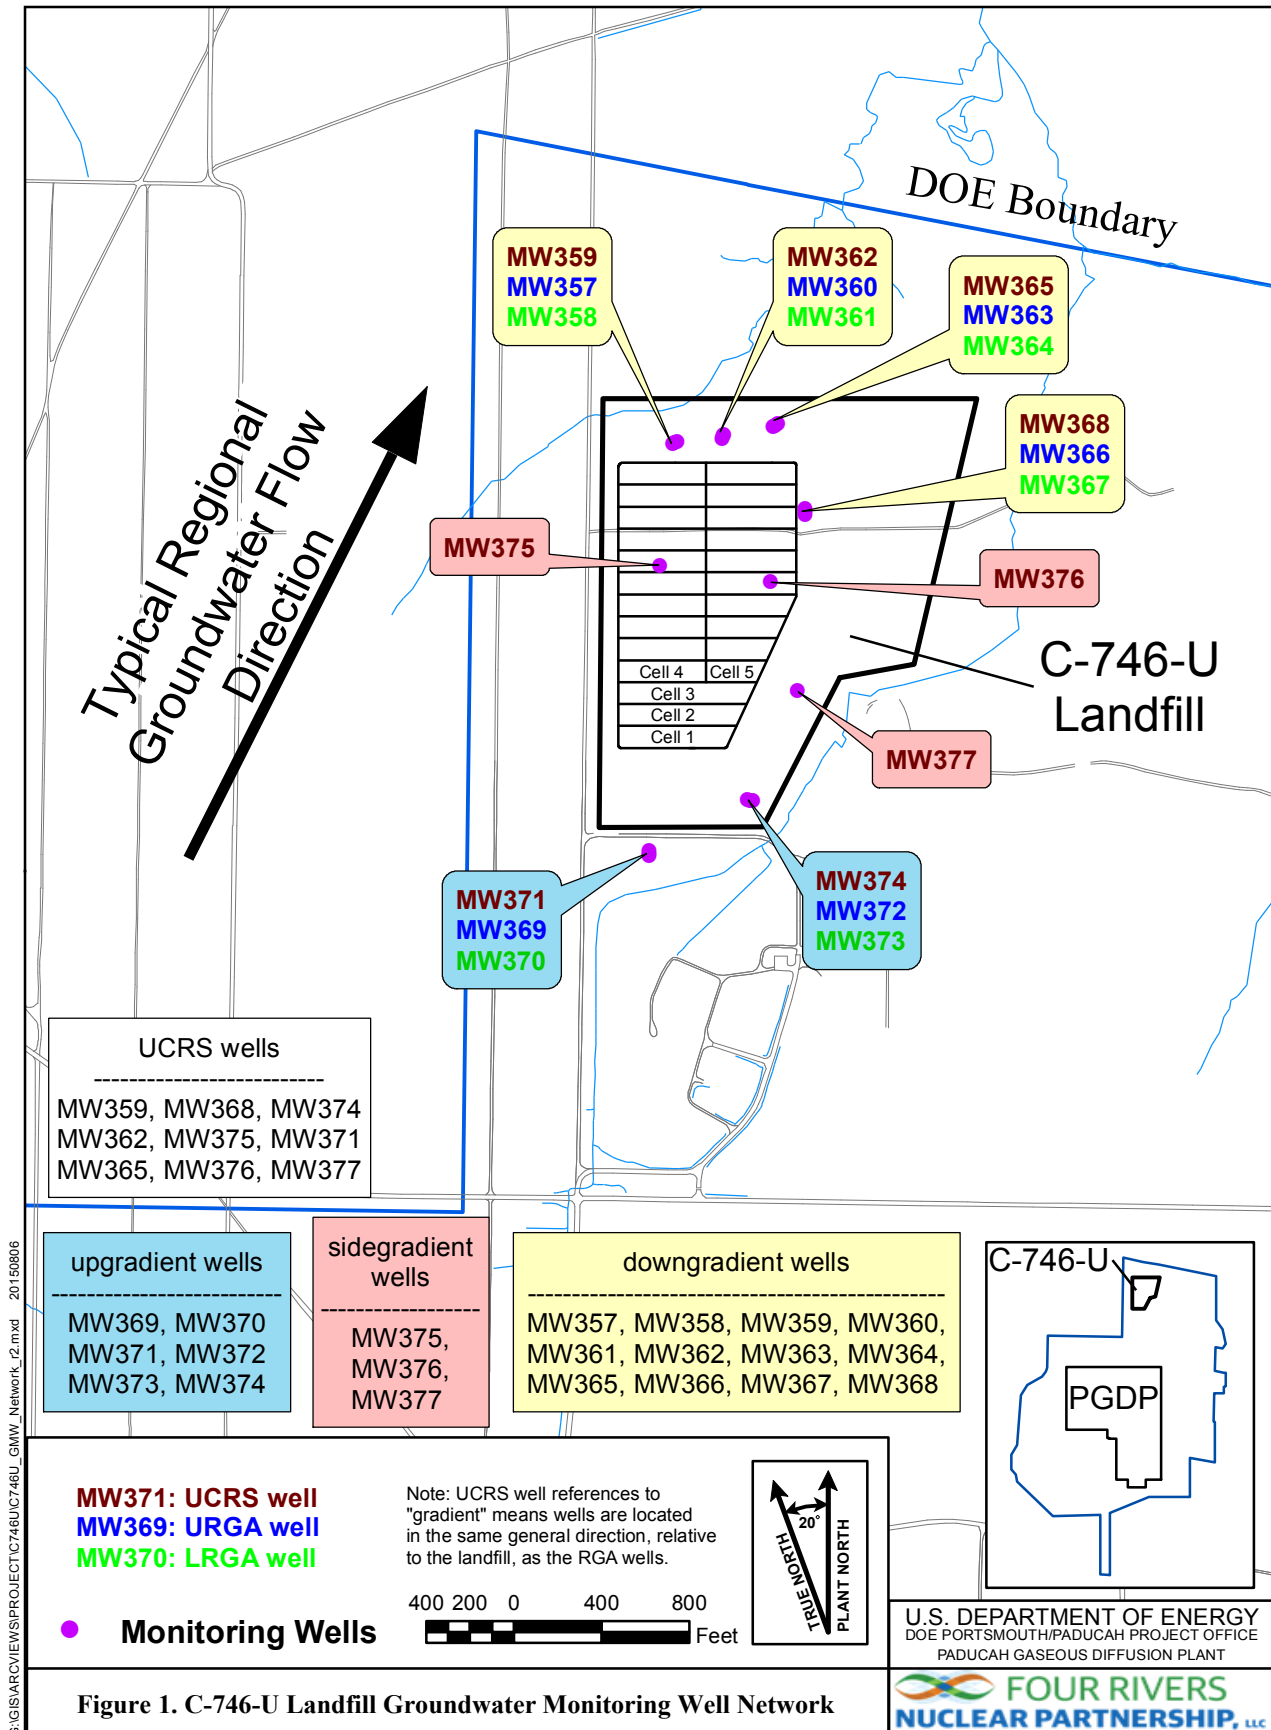 DOE Boundary
MW359
MW357
MW358
MW362
MW360
MW361
MW365
MW363
MW364
MW368
MW366
MW367
Typical Regional
Groundwater Flow
Direction
MW375
MW376
C-746-U
Landfill
Cell 4
Cell 5
Cell 3
Cell 2
Cell 1
MW377
MW371
MW369
MW370
MW374
MW372
MW373
UCRS wells
---------------------------
MW359, MW368, MW374
MW362, MW375, MW371
MW365, MW376, MW377
upgradient wells
---------------------------
MW369, MW370
MW371, MW372
MW373, MW374
sidegradient
wells
-------------------
MW375,
MW376,
MW377
downgradient wells
-------------------------------------------------
MW357, MW358, MW359, MW360,
MW361, MW362, MW363, MW364,
MW365, MW366, MW367, MW368
C-746-U
PGDP
MW371: UCRS well
MW369: URGA well
MW370: LRGA well
Monitoring Wells
Note: UCRS well references to
"gradient" means wells are located
in the same general direction, relative
to the landfill, as the RGA wells.
400 200 0 400 800
Feet
20°
TRUE NORTH
PLANT NORTH
U.S. DEPARTMENT OF ENERGY
DOE PORTSMOUTH/PADUCAH PROJECT OFFICE
PADUCAH GASEOUS DIFFUSION PLANT
FOUR RIVERS
NUCLEAR PARTNERSHIP, LLC
Figure 1. C-746-U Landfill Groundwater Monitoring Well Network
S:\GIS\ARCVIEWS\PROJECT\C746U\C746U_GMW_Network_r2.mxd 20150806